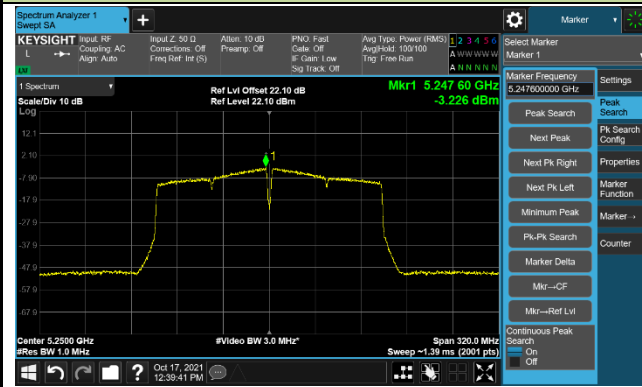 Spectrum Analyzer 1
Swept SA
Marker
KEYSIGHT Input: RF
Coupling: AC
Align: Auto
Input Z: 50 Ω
Corrections: Off
Freq Ref: Int (S)
Atten: 10 dB
Preamp: Off
PNO: Fast
Gate: Off
IF Gain: Low
Sig Track: Off
Avg Type: Power (RMS)
Avg|Hold: 100/100
Trig: Free Run
1 2 3 4 5 6
A W W W W W
A N N N N N
L
LXI
1 Spectrum
Scale/Div 10 dB
Log
Ref Lvl Offset 22.10 dB
Ref Level 22.10 dBm
Mkr1 5.247 60 GHz
-3.226 dBm
12.1
2.10
-7.90
-17.9
-27.9
-37.9
-47.9
-57.9
-67.9
1
Center 5.2500 GHz
#Res BW 1.0 MHz
#Video BW 3.0 MHz*
Span 320.0 MHz
Sweep ~1.39 ms (2001 pts)
Oct 17, 2021
12:39:41 PM
Select Marker
Marker 1
Marker Frequency
5.247600000 GHz
Peak Search
Next Peak
Next Pk Right
Next Pk Left
Minimum Peak
Pk-Pk Search
Marker Delta
Mkr→CF
Mkr→Ref Lvl
Continuous Peak
Search
On
Off
Settings
Peak
Search
Pk Search
Config
Properties
Marker
Function
Marker→
Counter